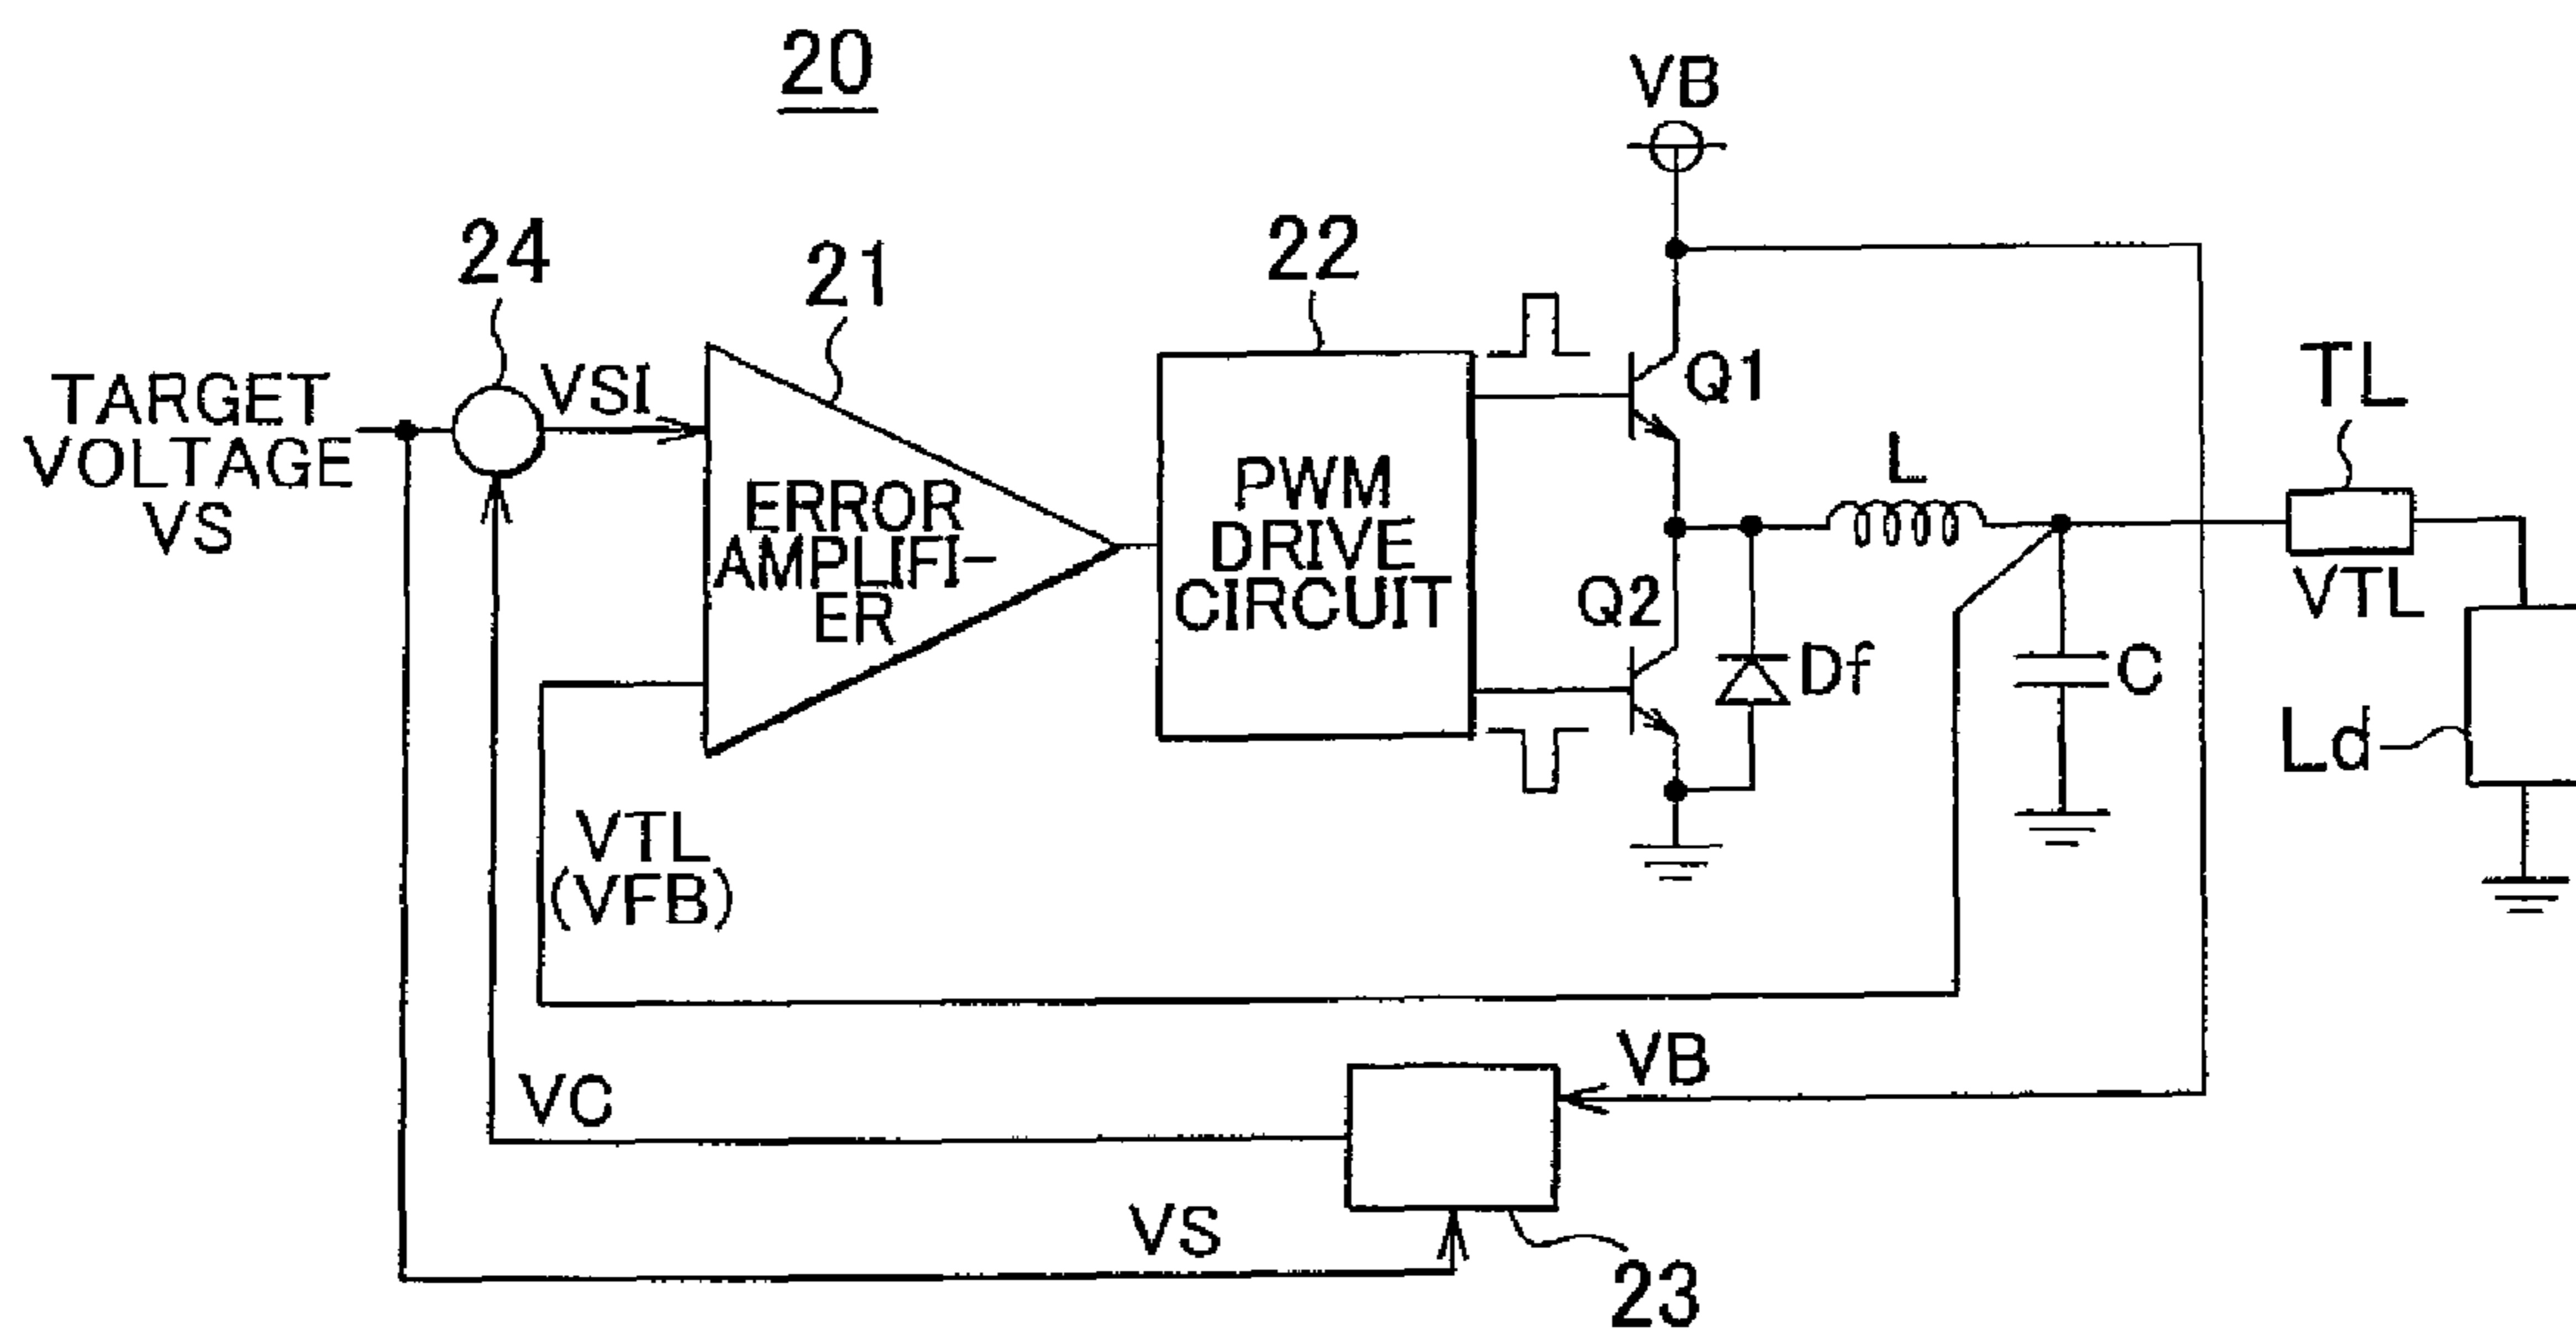 20
VB
24
21
22
TARGET
VOLTAGE
VS
VSI
ERROR
AMPLIFI-
ER
PWM
DRIVE
CIRCUIT
Q1
Q2
L
Df
C
TL
VTL
Ld
VTL
(VFB)
VC
VB
VS
23